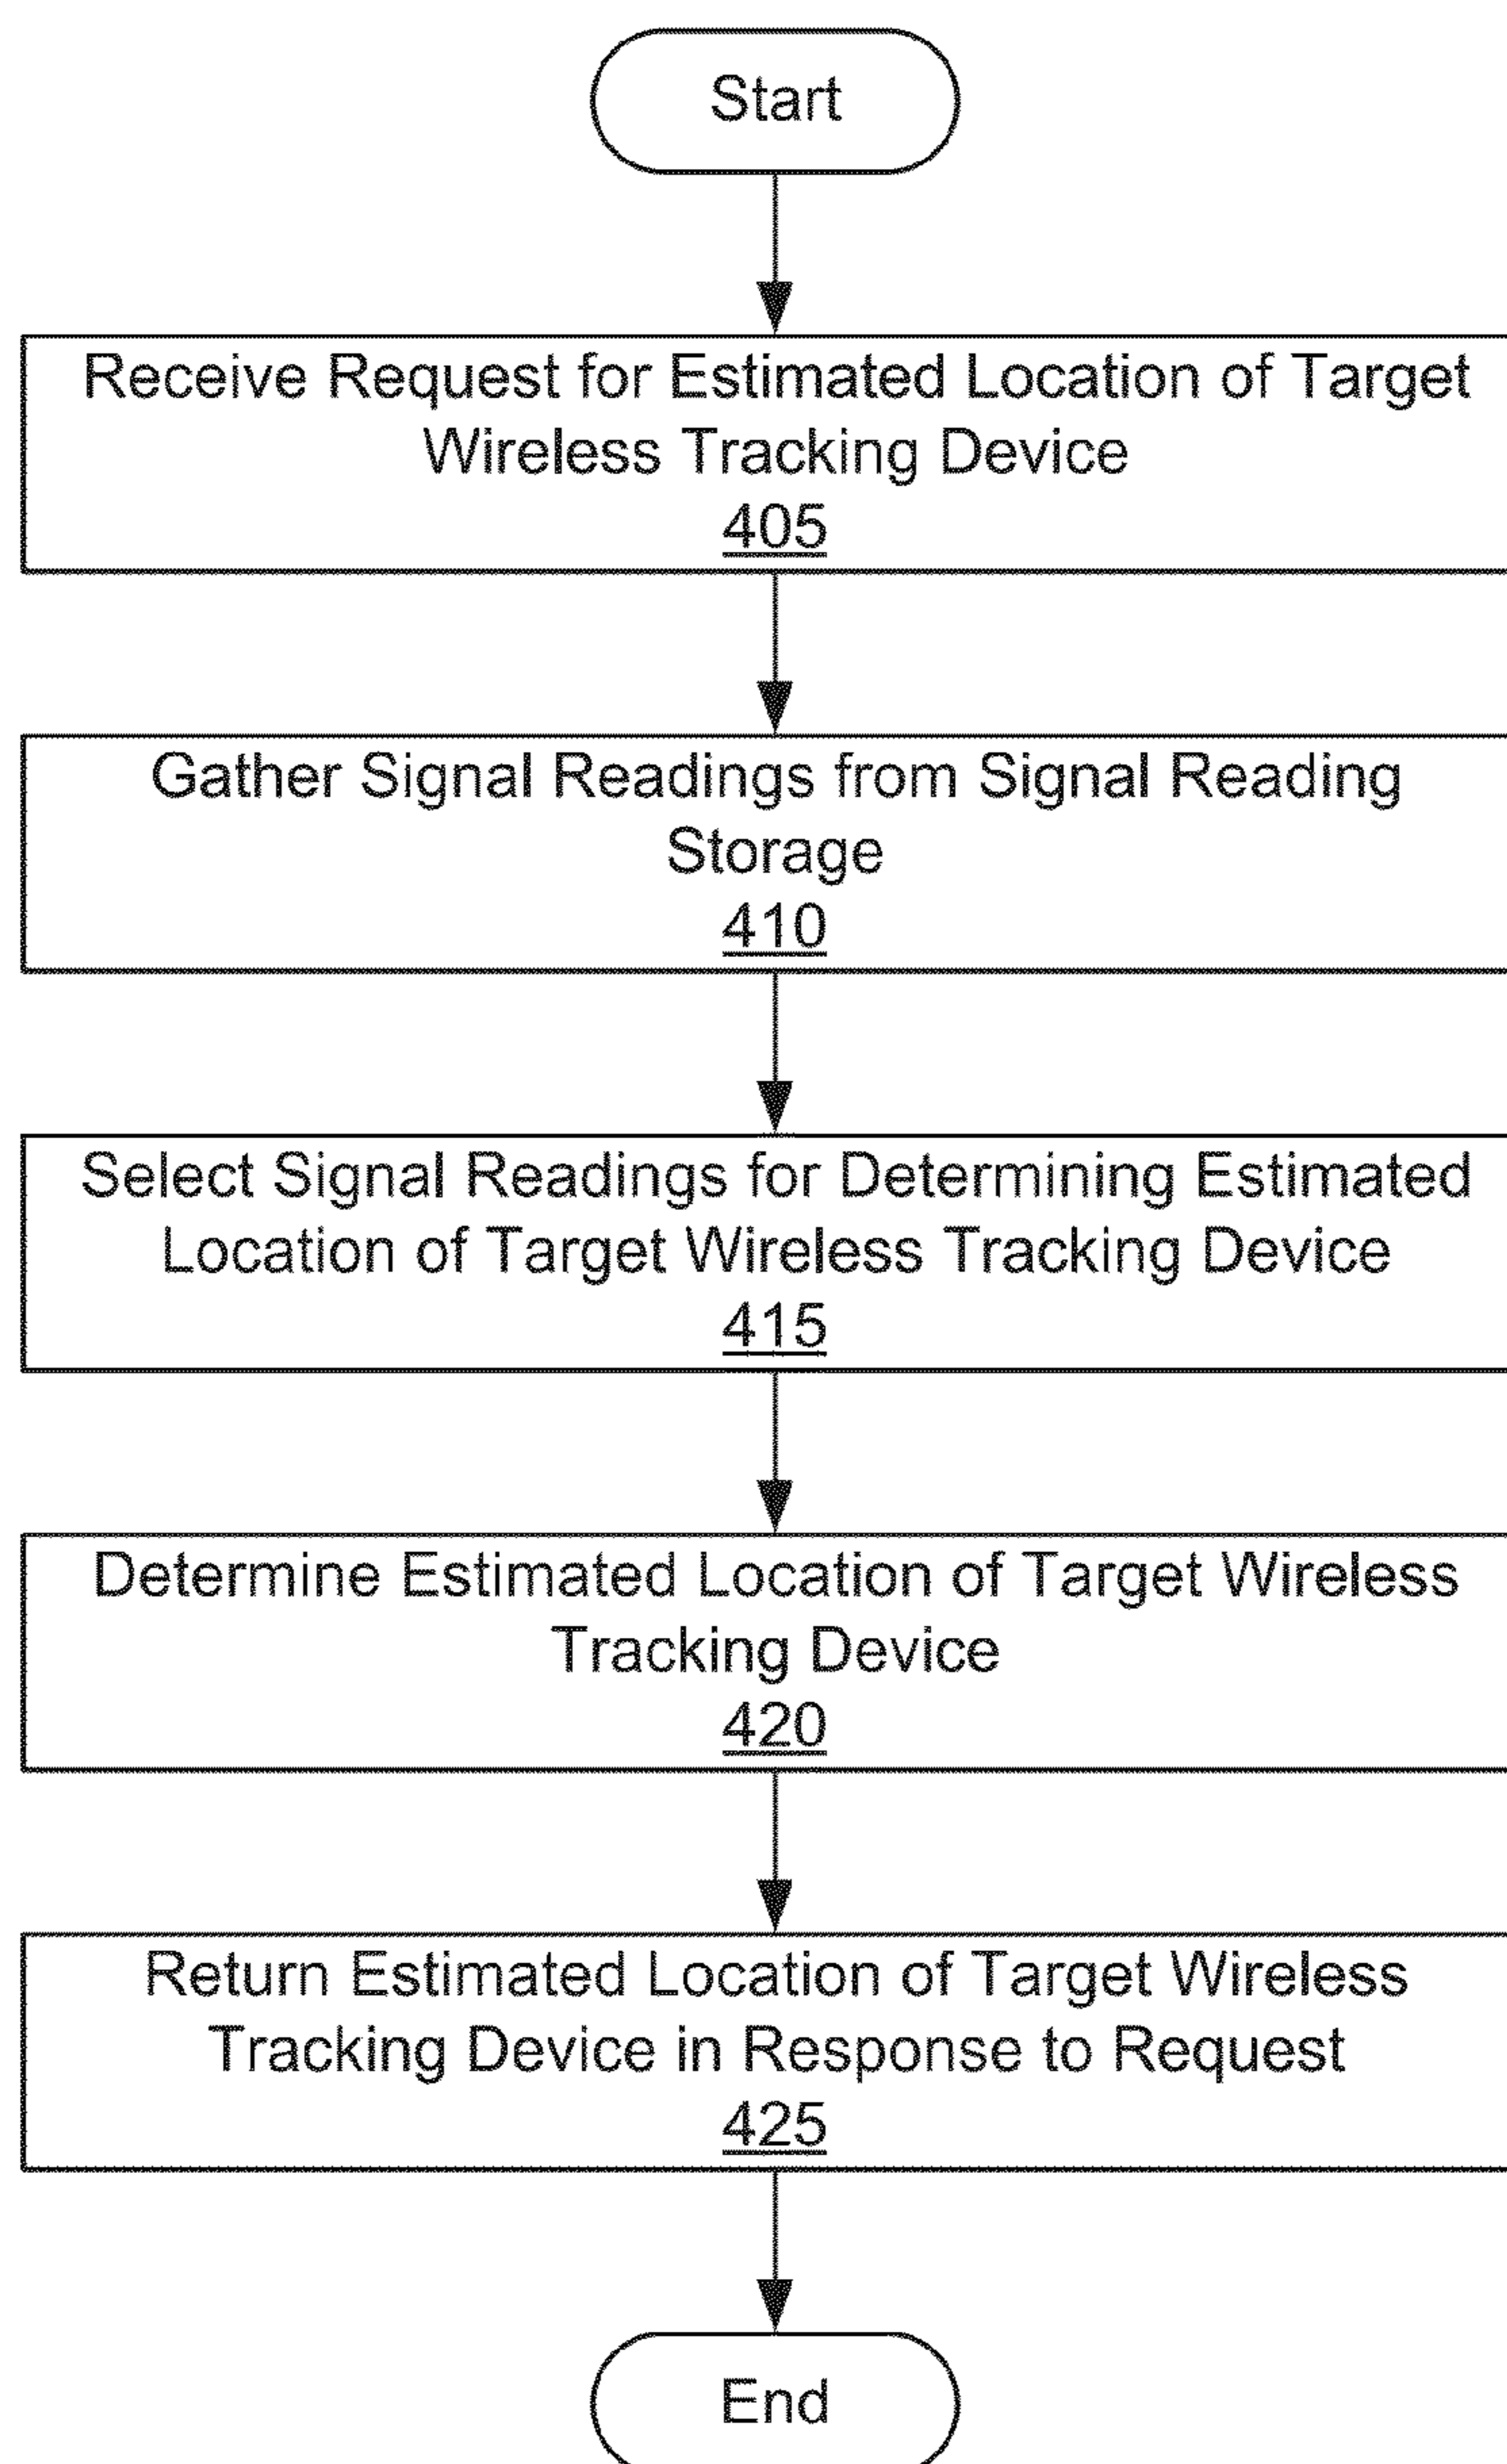 Start
Receive Request for Estimated Location of Target
Wireless Tracking Device
405
Gather Signal Readings from Signal Reading
Storage
410
Select Signal Readings for Determining Estimated
Location of Target Wireless Tracking Device
415
Determine Estimated Location of Target Wireless
Tracking Device
420
Return Estimated Location of Target Wireless
Tracking Device in Response to Request
425
End